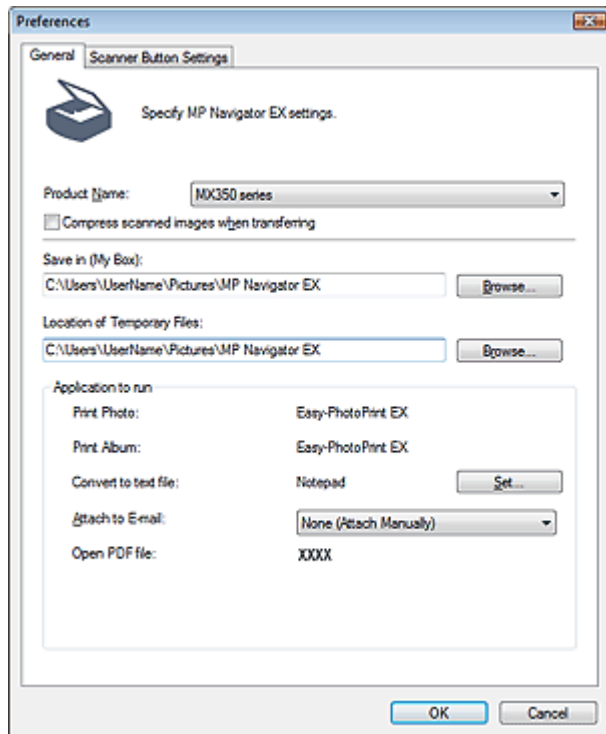 Preferences
General Scanner Button Settings
Specify MP Navigator EX settings.
Product Name: MX350 series
Compress scanned images when transferring
Save in (My Box):
C:\Users\UserName\Pictures\MP Navigator EX Browse...
Location of Temporary Files:
C:\Users\UserName\Pictures\MP Navigator EX Browse...
Application to run
Print Photo: Easy-PhotoPrint EX
Print Album: Easy-PhotoPrint EX
Convert to text file: Notepad Set...
Attach to E-mail: None (Attach Manually)
Open PDF file: XXXX
OK Cancel